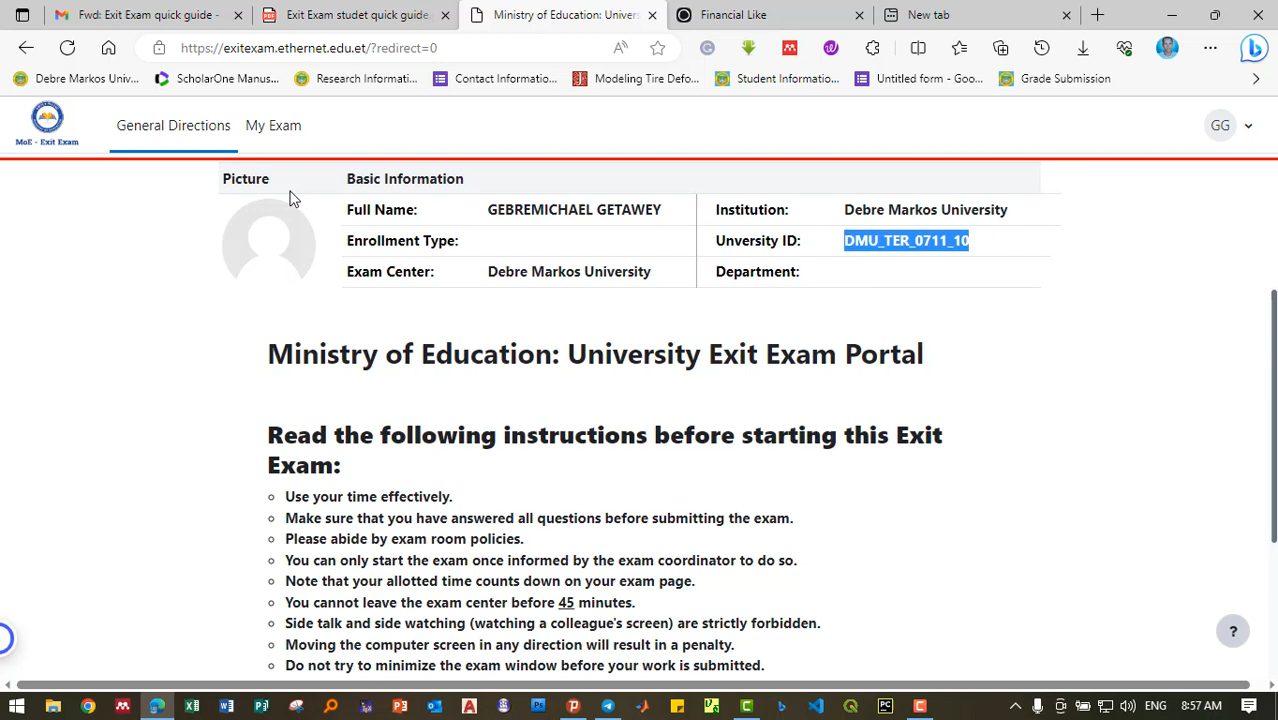 Fwd: Exit Exam quick guide -
Exit Exam studet quick guide.
Ministry of Education: Univers
Financial Like
New tab
https://exitexam.ethernet.edu.et/?redirect=0
Debre Markos Univ...
ScholarOne Manus...
Research Informati...
Contact Informatio...
Modeling Tire Defo...
Student Informatio...
Untitled form - Goo...
Grade Submission
MoE - Exit Exam
General Directions
My Exam
GG
Picture
Basic Information
Full Name: GEBREMICHAEL GETAWEY Institution: Debre Markos University
Enrollment Type: Unversity ID: DMU_TER_0711_10
Exam Center: Debre Markos University Department:
Ministry of Education: University Exit Exam Portal
Read the following instructions before starting this Exit
Exam:
Use your time effectively.
Make sure that you have answered all questions before submitting the exam.
Please abide by exam room policies.
You can only start the exam once informed by the exam coordinator to do so.
Note that your allotted time counts down on your exam page.
You cannot leave the exam center before 45 minutes.
Side talk and side watching (watching a colleague's screen) are strictly forbidden.
Moving the computer screen in any direction will result in a penalty.
Do not try to minimize the exam window before your work is submitted.
?
ENG
8:57 AM